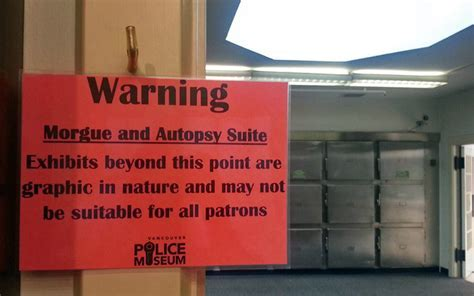 Warning
Morgue and Autopsy Suite
Exhibits beyond this point are
graphic in nature and may not
be suitable for all patrons
VANCOUVER
POLICE
MUSEUM